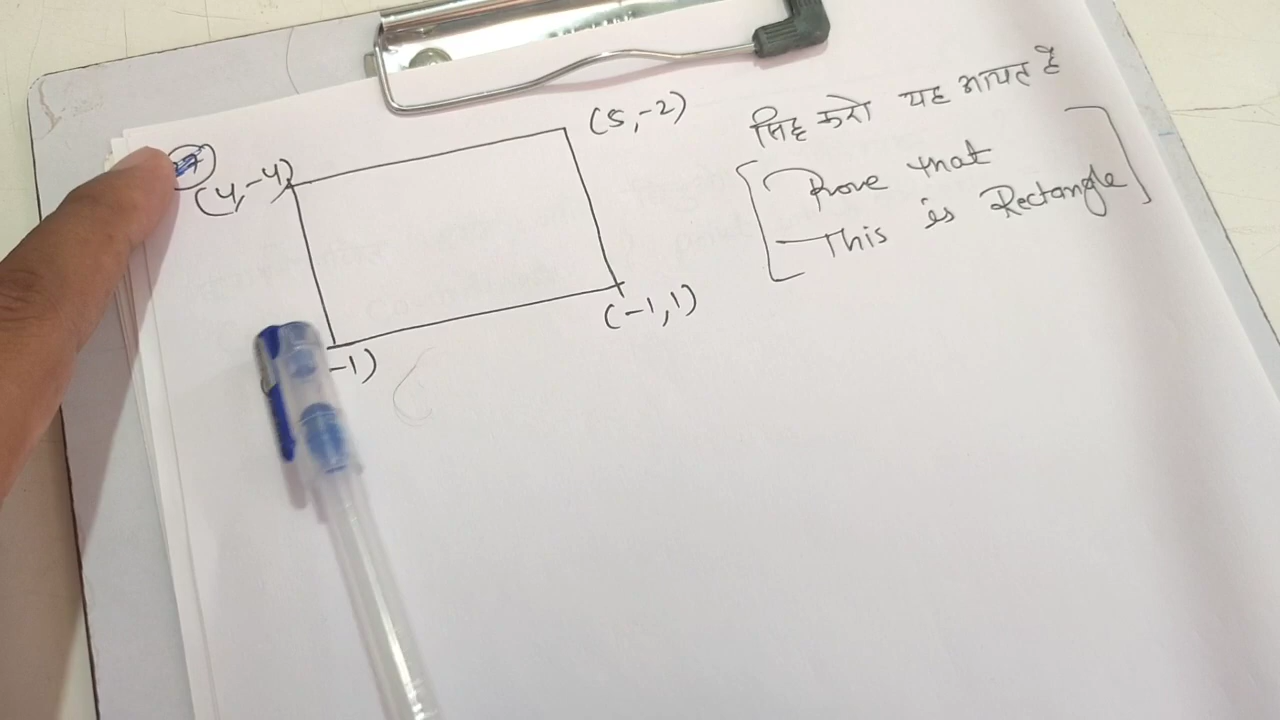 (4,-4)
(5,-2)
(-1,1)
-1)
सिद्ध करो यह आयत है
Prove that
This is Rectangle